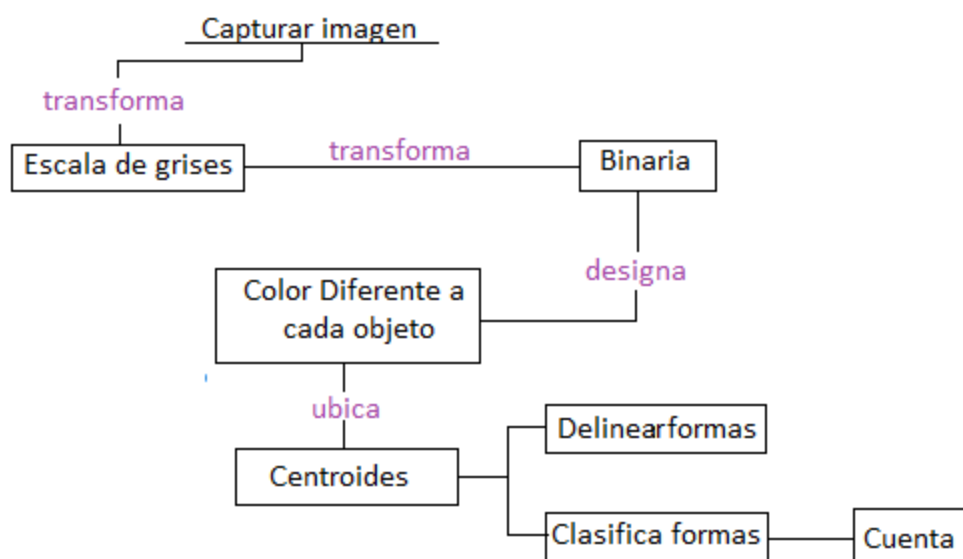 Capturar imagen
transforma
Escala de grises
transforma
Binaria
designa
Color Diferente a
cada objeto
ubica
Centroides
Delinearformas
Clasifica formas
Cuenta